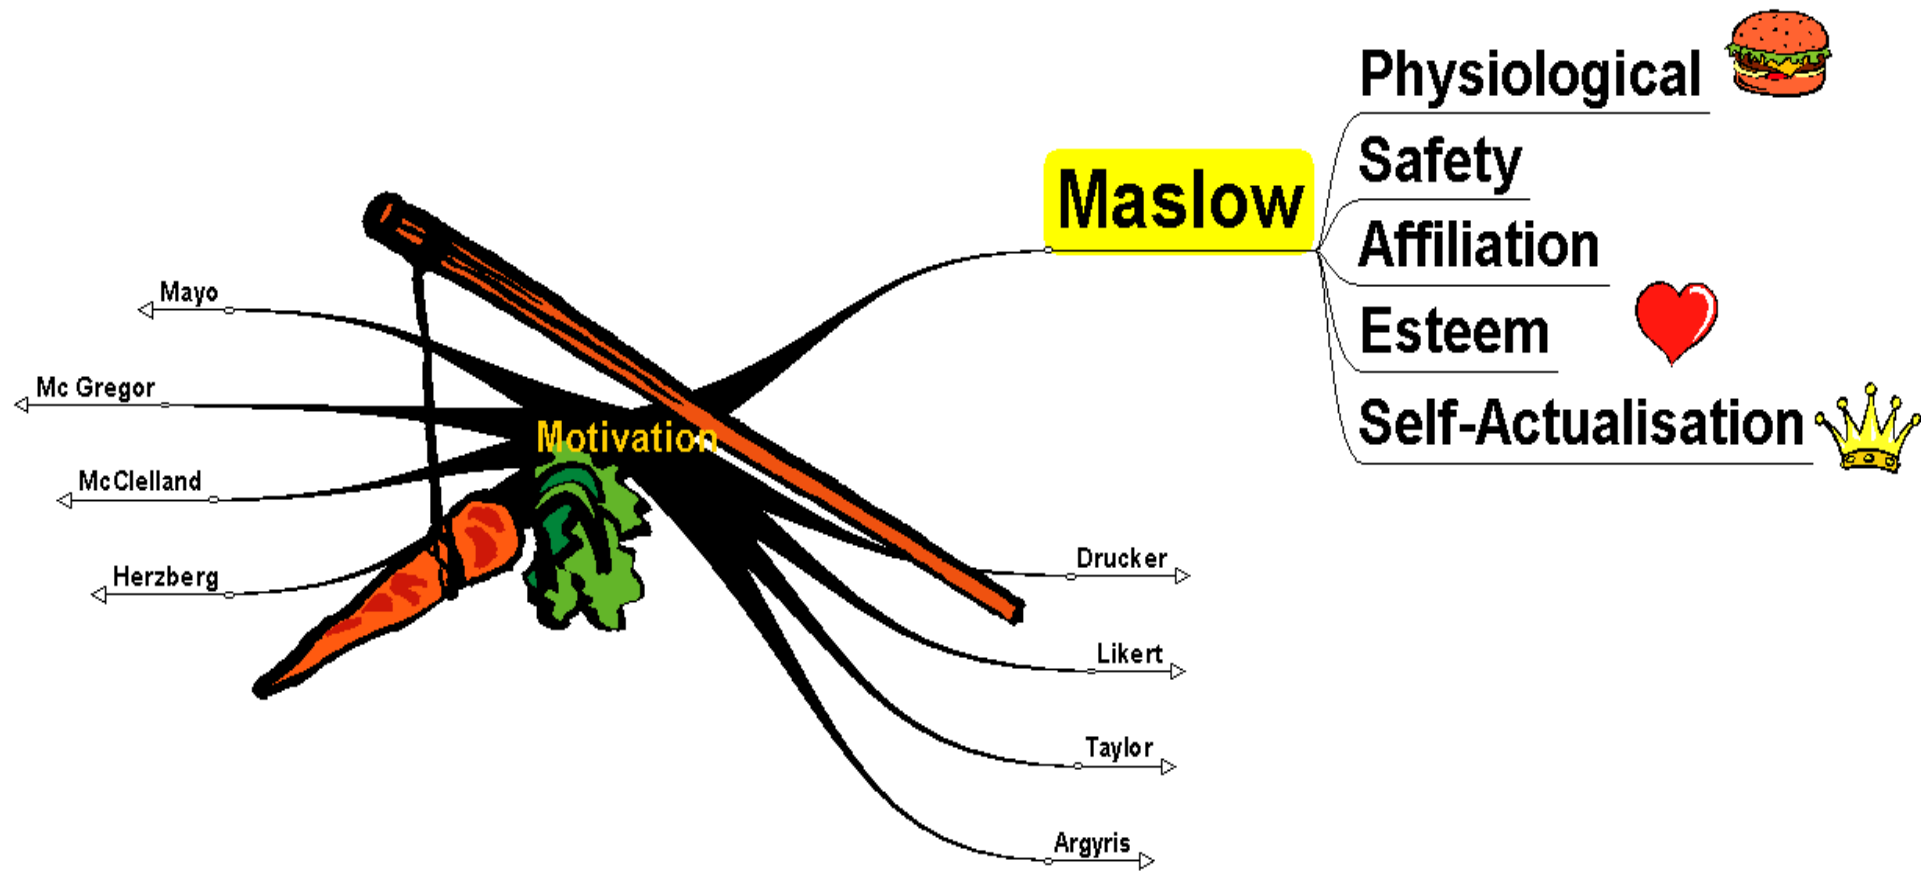 Physiological
Safety
Maslow
Affiliation
Esteem
Self-Actualisation
Mayo
Mc Gregor
McClelland
Herzberg
Motivation
Drucker
Likert
Taylor
Argyris